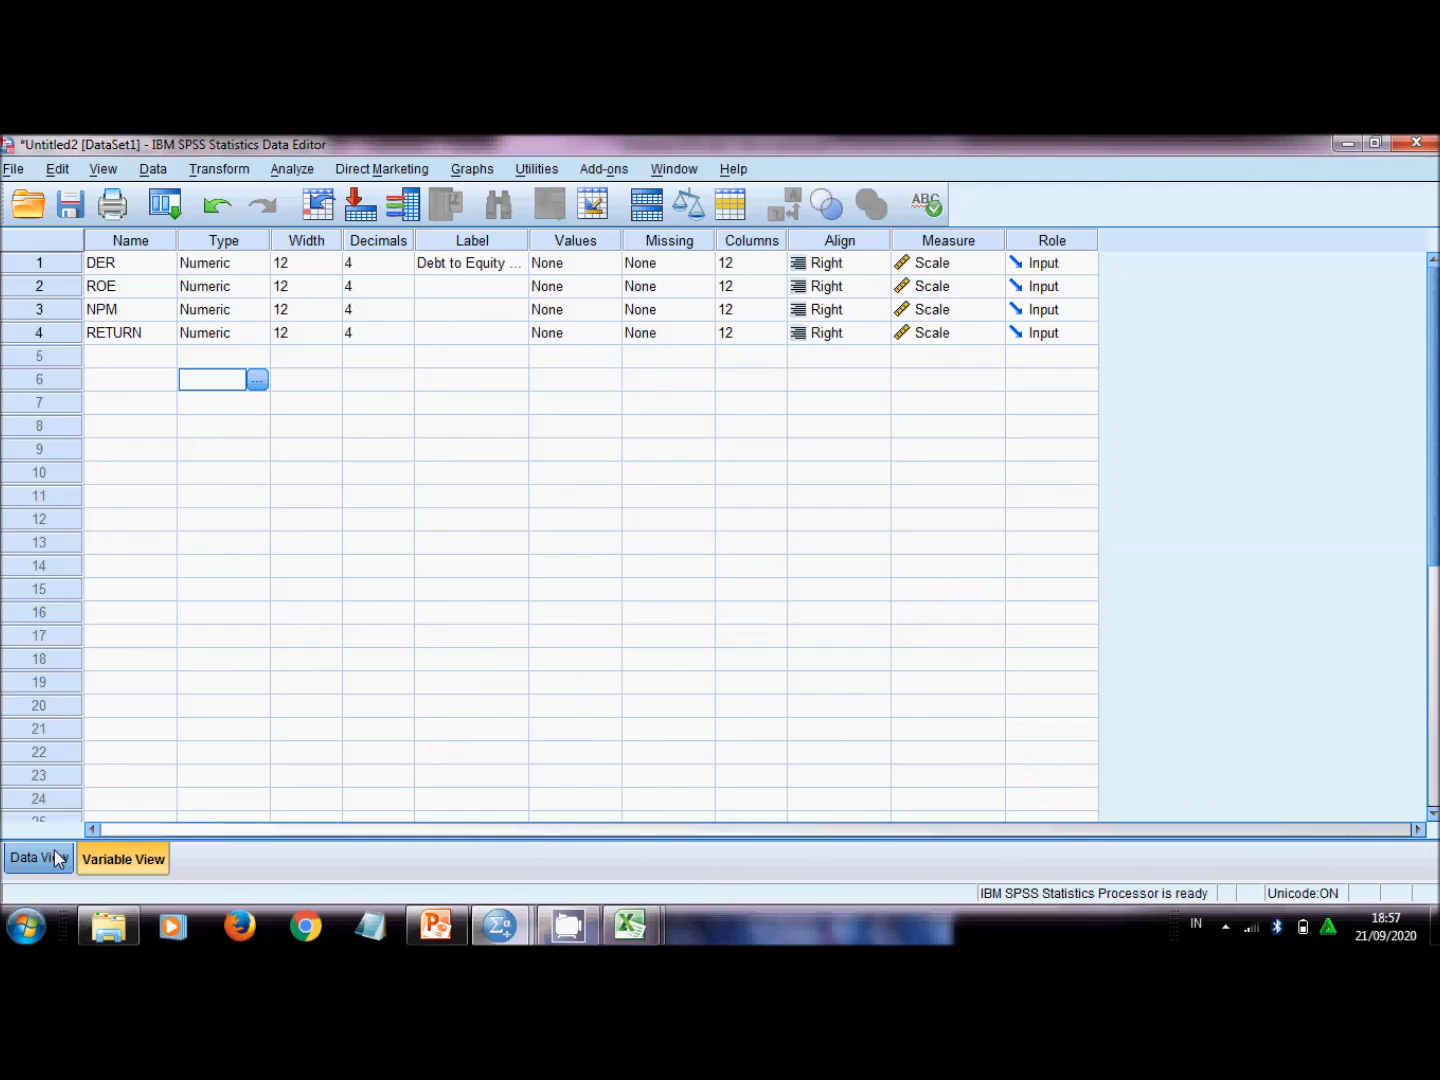 *Untitled2 [DataSet1] - IBM SPSS Statistics Data Editor
File Edit View Data Transform Analyze Direct Marketing Graphs Utilities Add-ons Window Help
Name Type Width Decimals Label Values Missing Columns Align Measure Role
1 DER Numeric 12 4 Debt to Equity ... None None 12 Right Scale Input
2 ROE Numeric 12 4 None None 12 Right Scale Input
3 NPM Numeric 12 4 None None 12 Right Scale Input
4 RETURN Numeric 12 4 None None 12 Right Scale Input
5
6 ...
7
8
9
10
11
12
13
14
15
16
17
18
19
20
21
22
23
24
25
Data View Variable View
IBM SPSS Statistics Processor is ready Unicode:ON
IN 18:57
21/09/2020